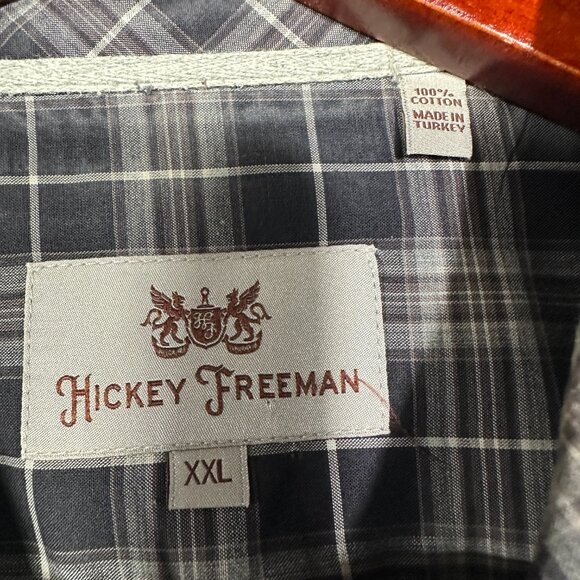 100%
COTTON
MADE IN
TURKEY
HICKEY FREEMAN
XXL